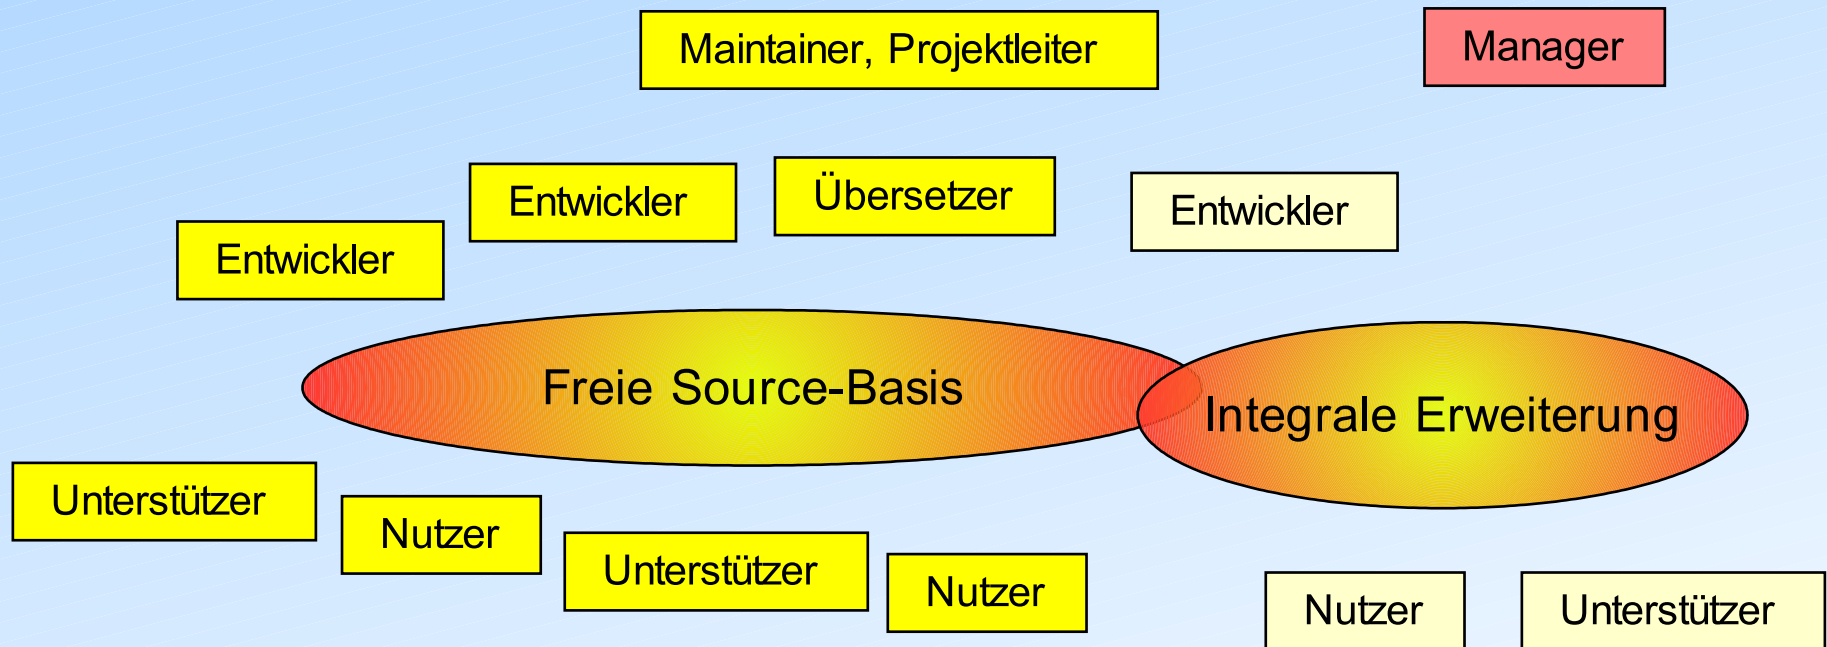 Maintainer, Projektleiter
Manager
Entwickler
Übersetzer
Entwickler
Entwickler
Freie Source-Basis
Integrale Erweiterung
Unterstützer
Nutzer
Unterstützer
Nutzer
Nutzer
Unterstützer